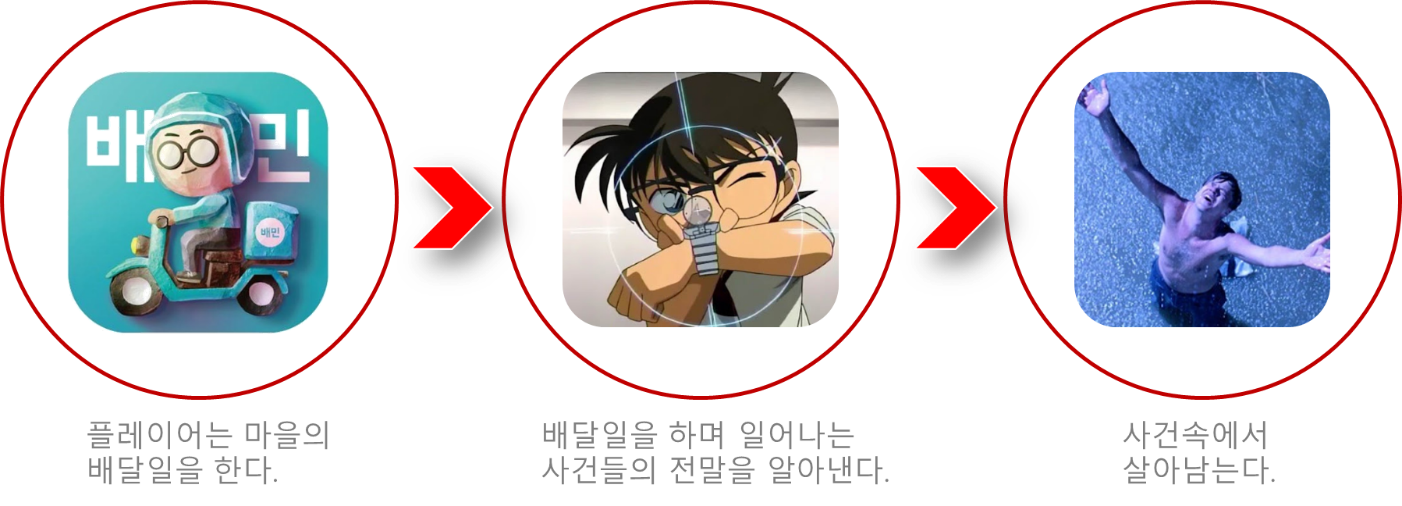 배민
배민
플레이어는 마을의
배달일을 한다.
배달일을 하며 일어나는
사건들의 전말을 알아낸다.
사건속에서
살아남는다.